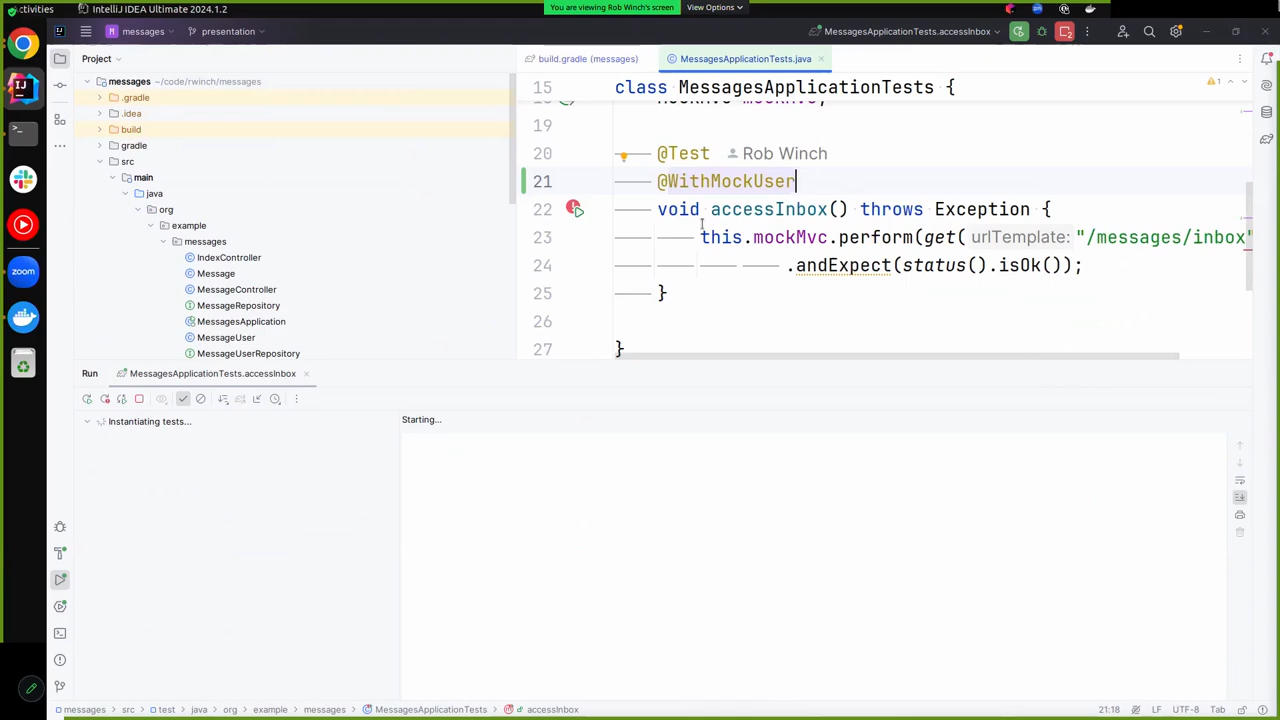 ctivities
IntelliJ IDEA Ultimate 2024.1.2
You are viewing Rob Winch's screen
View Options
M
messages
presentation
MessagesApplicationTests.accessInbox
2
Project
build.gradle (messages)
MessagesApplicationTests.java
messages ~/code/rwinch/messages
.gradle
.idea
build
gradle
src
main
java
org
example
messages
IndexController
Message
MessageController
MessageRepository
MessagesApplication
MessageUser
MessageUserRepository
15 class MessagesApplicationTests {
1
19
20 @Test Rob Winch
21 @WithMockUser
22 void accessInbox() throws Exception {
23 this.mockMvc.perform(get( urlTemplate: "/messages/inbox"
24 .andExpect(status().isOk());
25 }
26
27 }
Run
MessagesApplicationTests.accessInbox
Instantiating tests...
Starting...
messages > src > test > java > org > example > messages > MessagesApplicationTests > accessInbox
21:18
LF
UTF-8
Tab